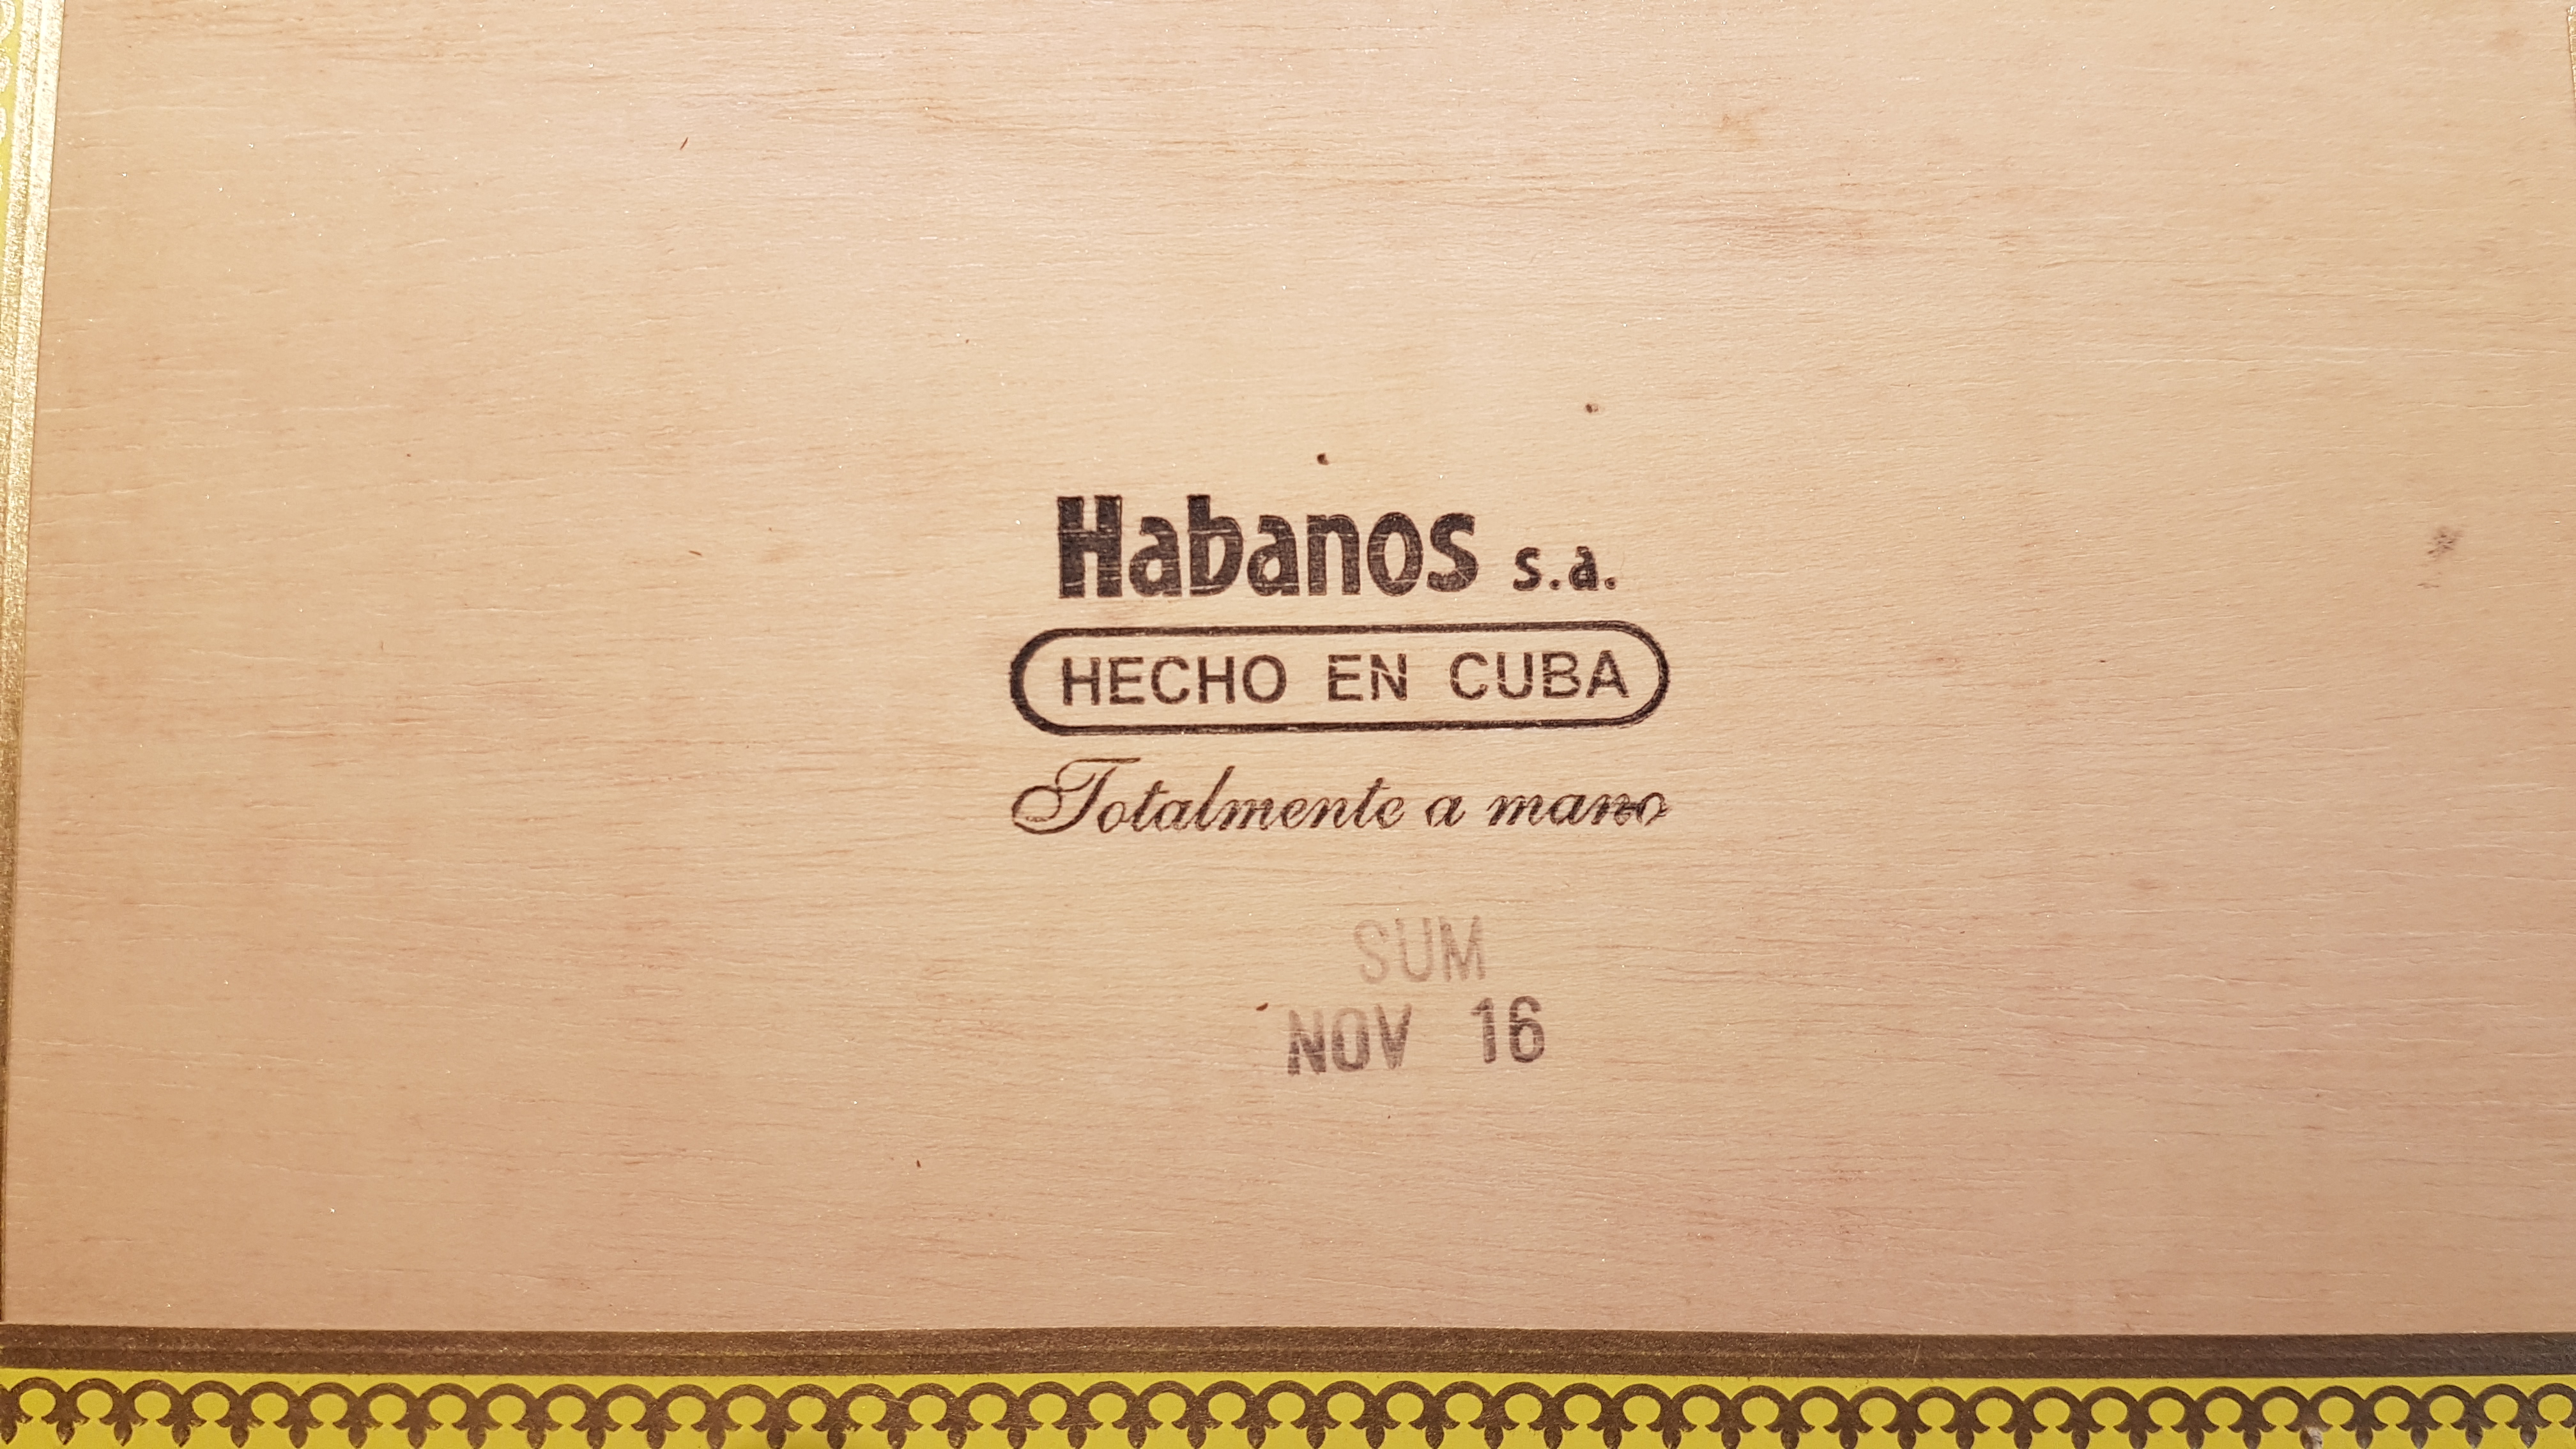 Habanos s.a.
HECHO EN CUBA
Totalmente a mano
SUM
NOV 16